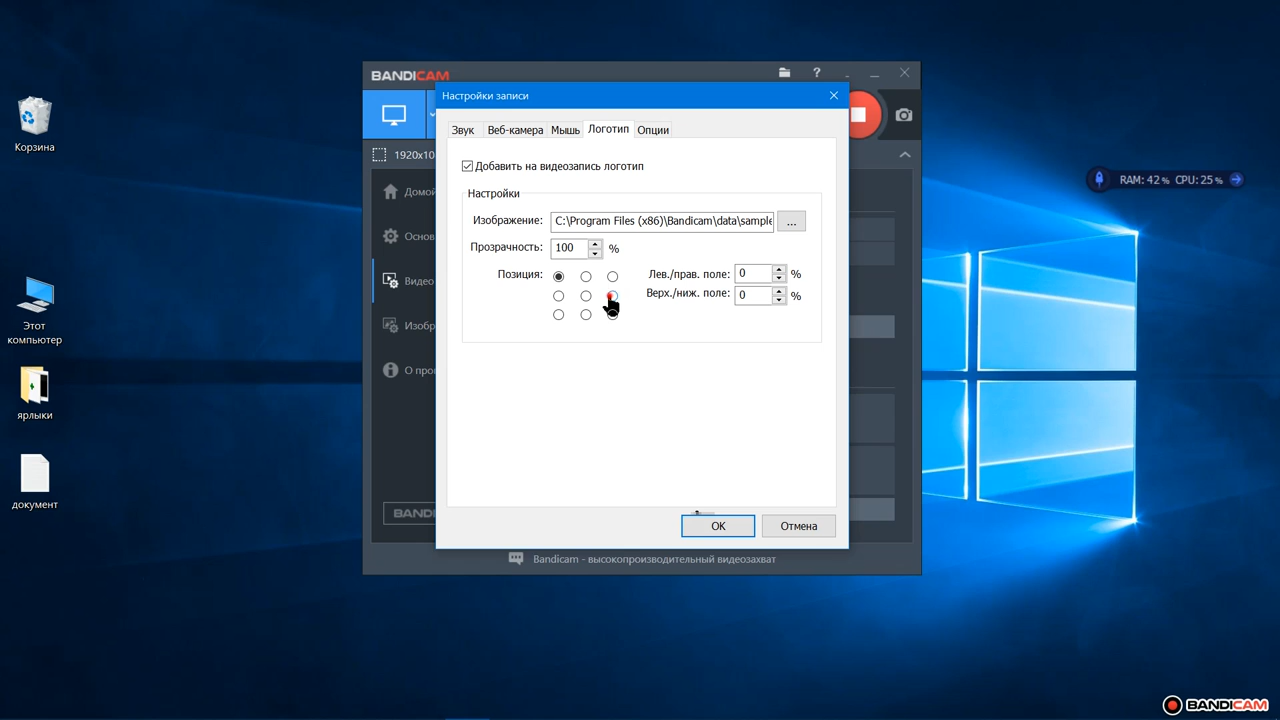 Корзина
Этот
компьютер
ярлыки
документ
BANDICAM
?
1920x10
Домой
Основ
Видео
Изобр
О про
BANDIC
Настройки записи
Звук Веб-камера Мышь Логотип Опции
Добавить на видеозапись логотип
Настройки
Изображение: C:\Program Files (x86)\Bandicam\data\sample ...
Прозрачность: 100 %
Позиция:
Лев./прав. поле: 0 %
Верх./ниж. поле: 0 %
OK Отмена
Bandicam - высокопроизводительный видеозахват
RAM: 42% CPU: 25%
BANDICAM